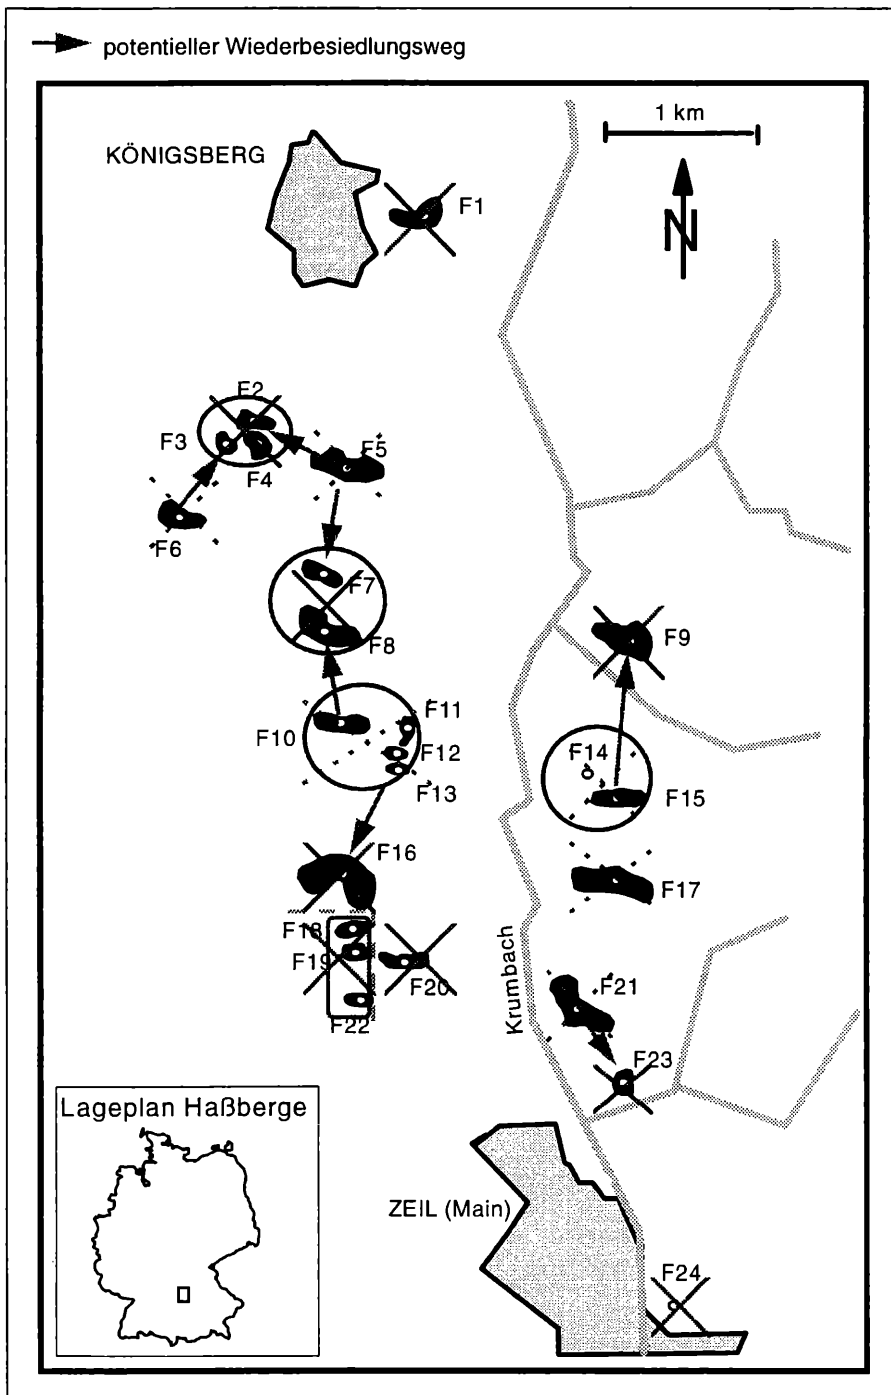 potentieller Wiederbesiedlungsweg
1 km
KÖNIGSBERG
F1
N
F2
F3
F5
F4
F6
F7
F8
F9
F11
F10
F12
F14
F13
F15
F16
F17
F18
F19
F20
Krumbach
F21
F22
F23
Lageplan Haßberge
ZEIL (Main)
F24